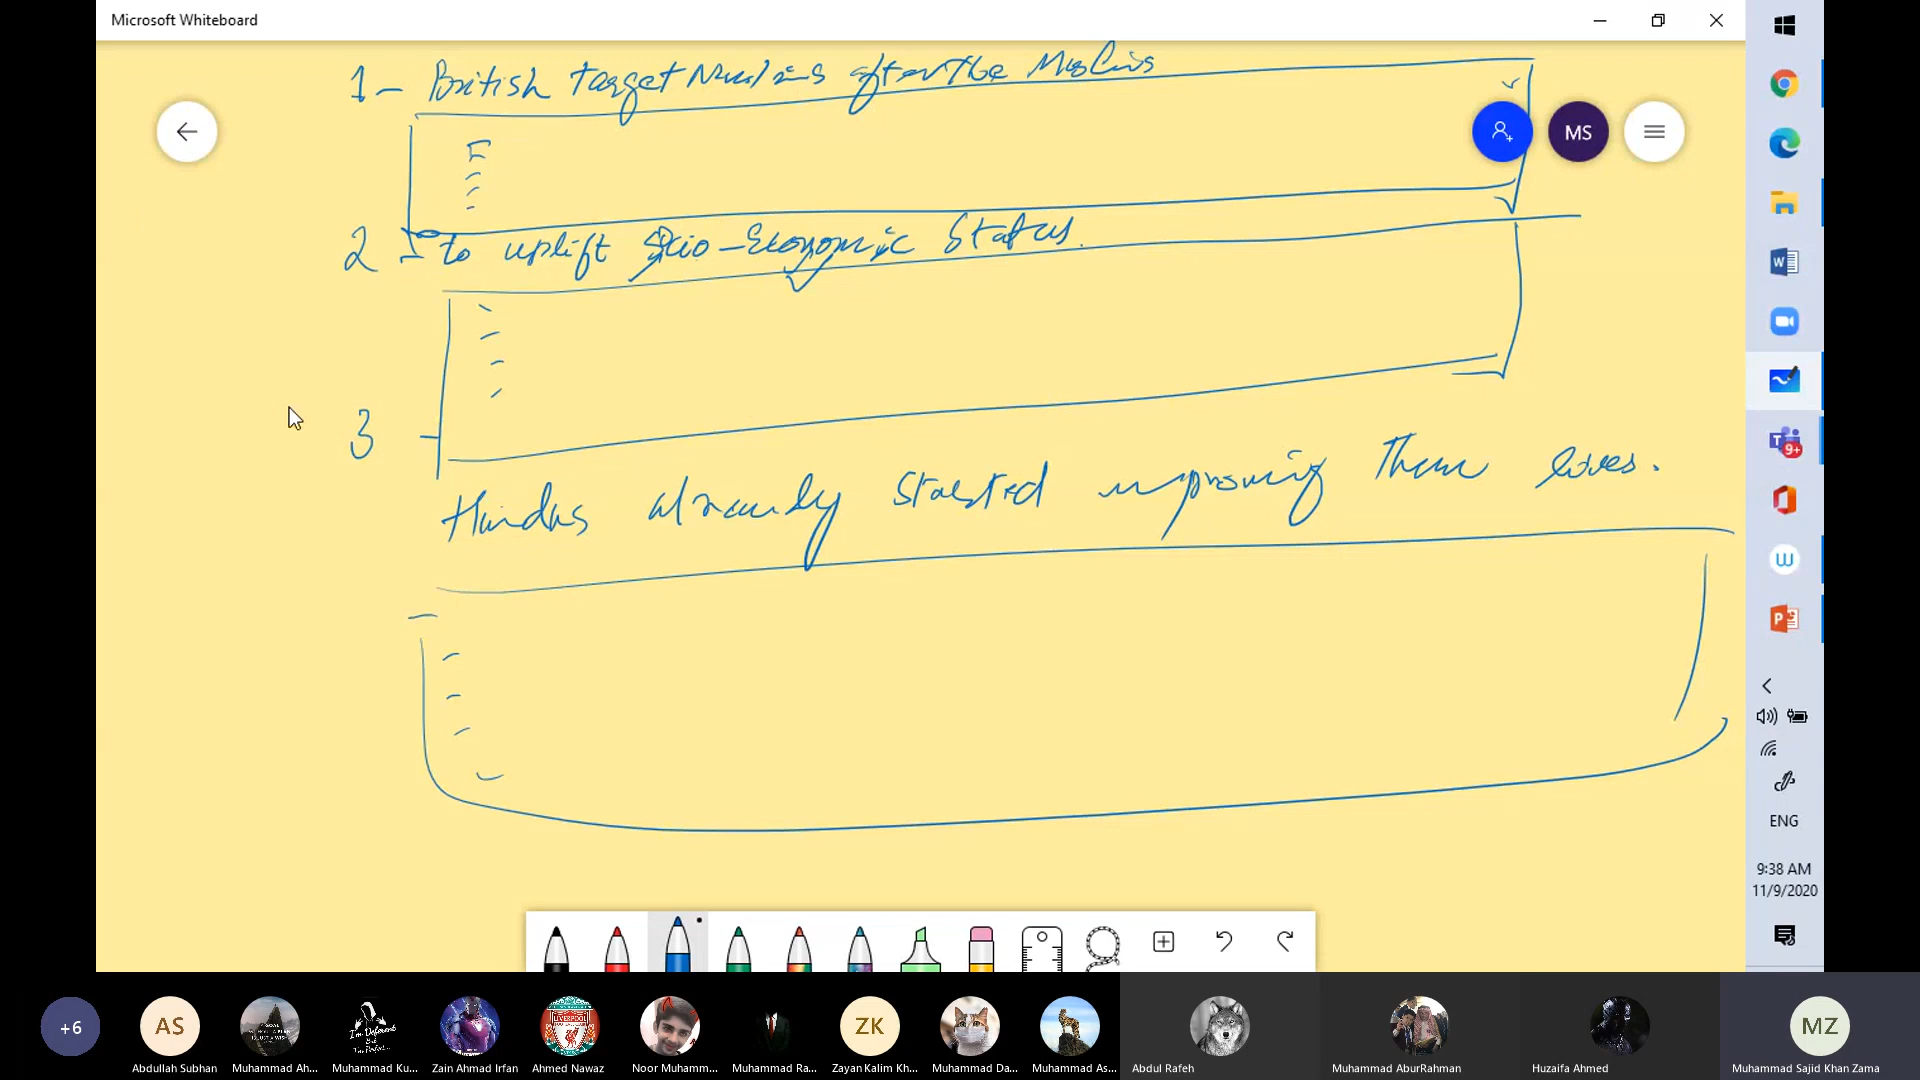 Microsoft Whiteboard
1- British target Muslims after the Muslims
MS
2 - to uplift Socio-Economic Status.
3
Hindus already started improving their lives.
9+
ENG
9:38 AM
11/9/2020
+6
AS
ZK
MZ
Abdullah Subhan
Muhammad Ah...
Muhammad Ku...
Zain Ahmad Irfan
Ahmed Nawaz
Noor Muhamm...
Muhammad Ra...
Zayan Kalim Kh...
Muhammad Da...
Muhammad As...
Abdul Rafeh
Muhammad AburRahman
Huzaifa Ahmed
Muhammad Sajid Khan Zama